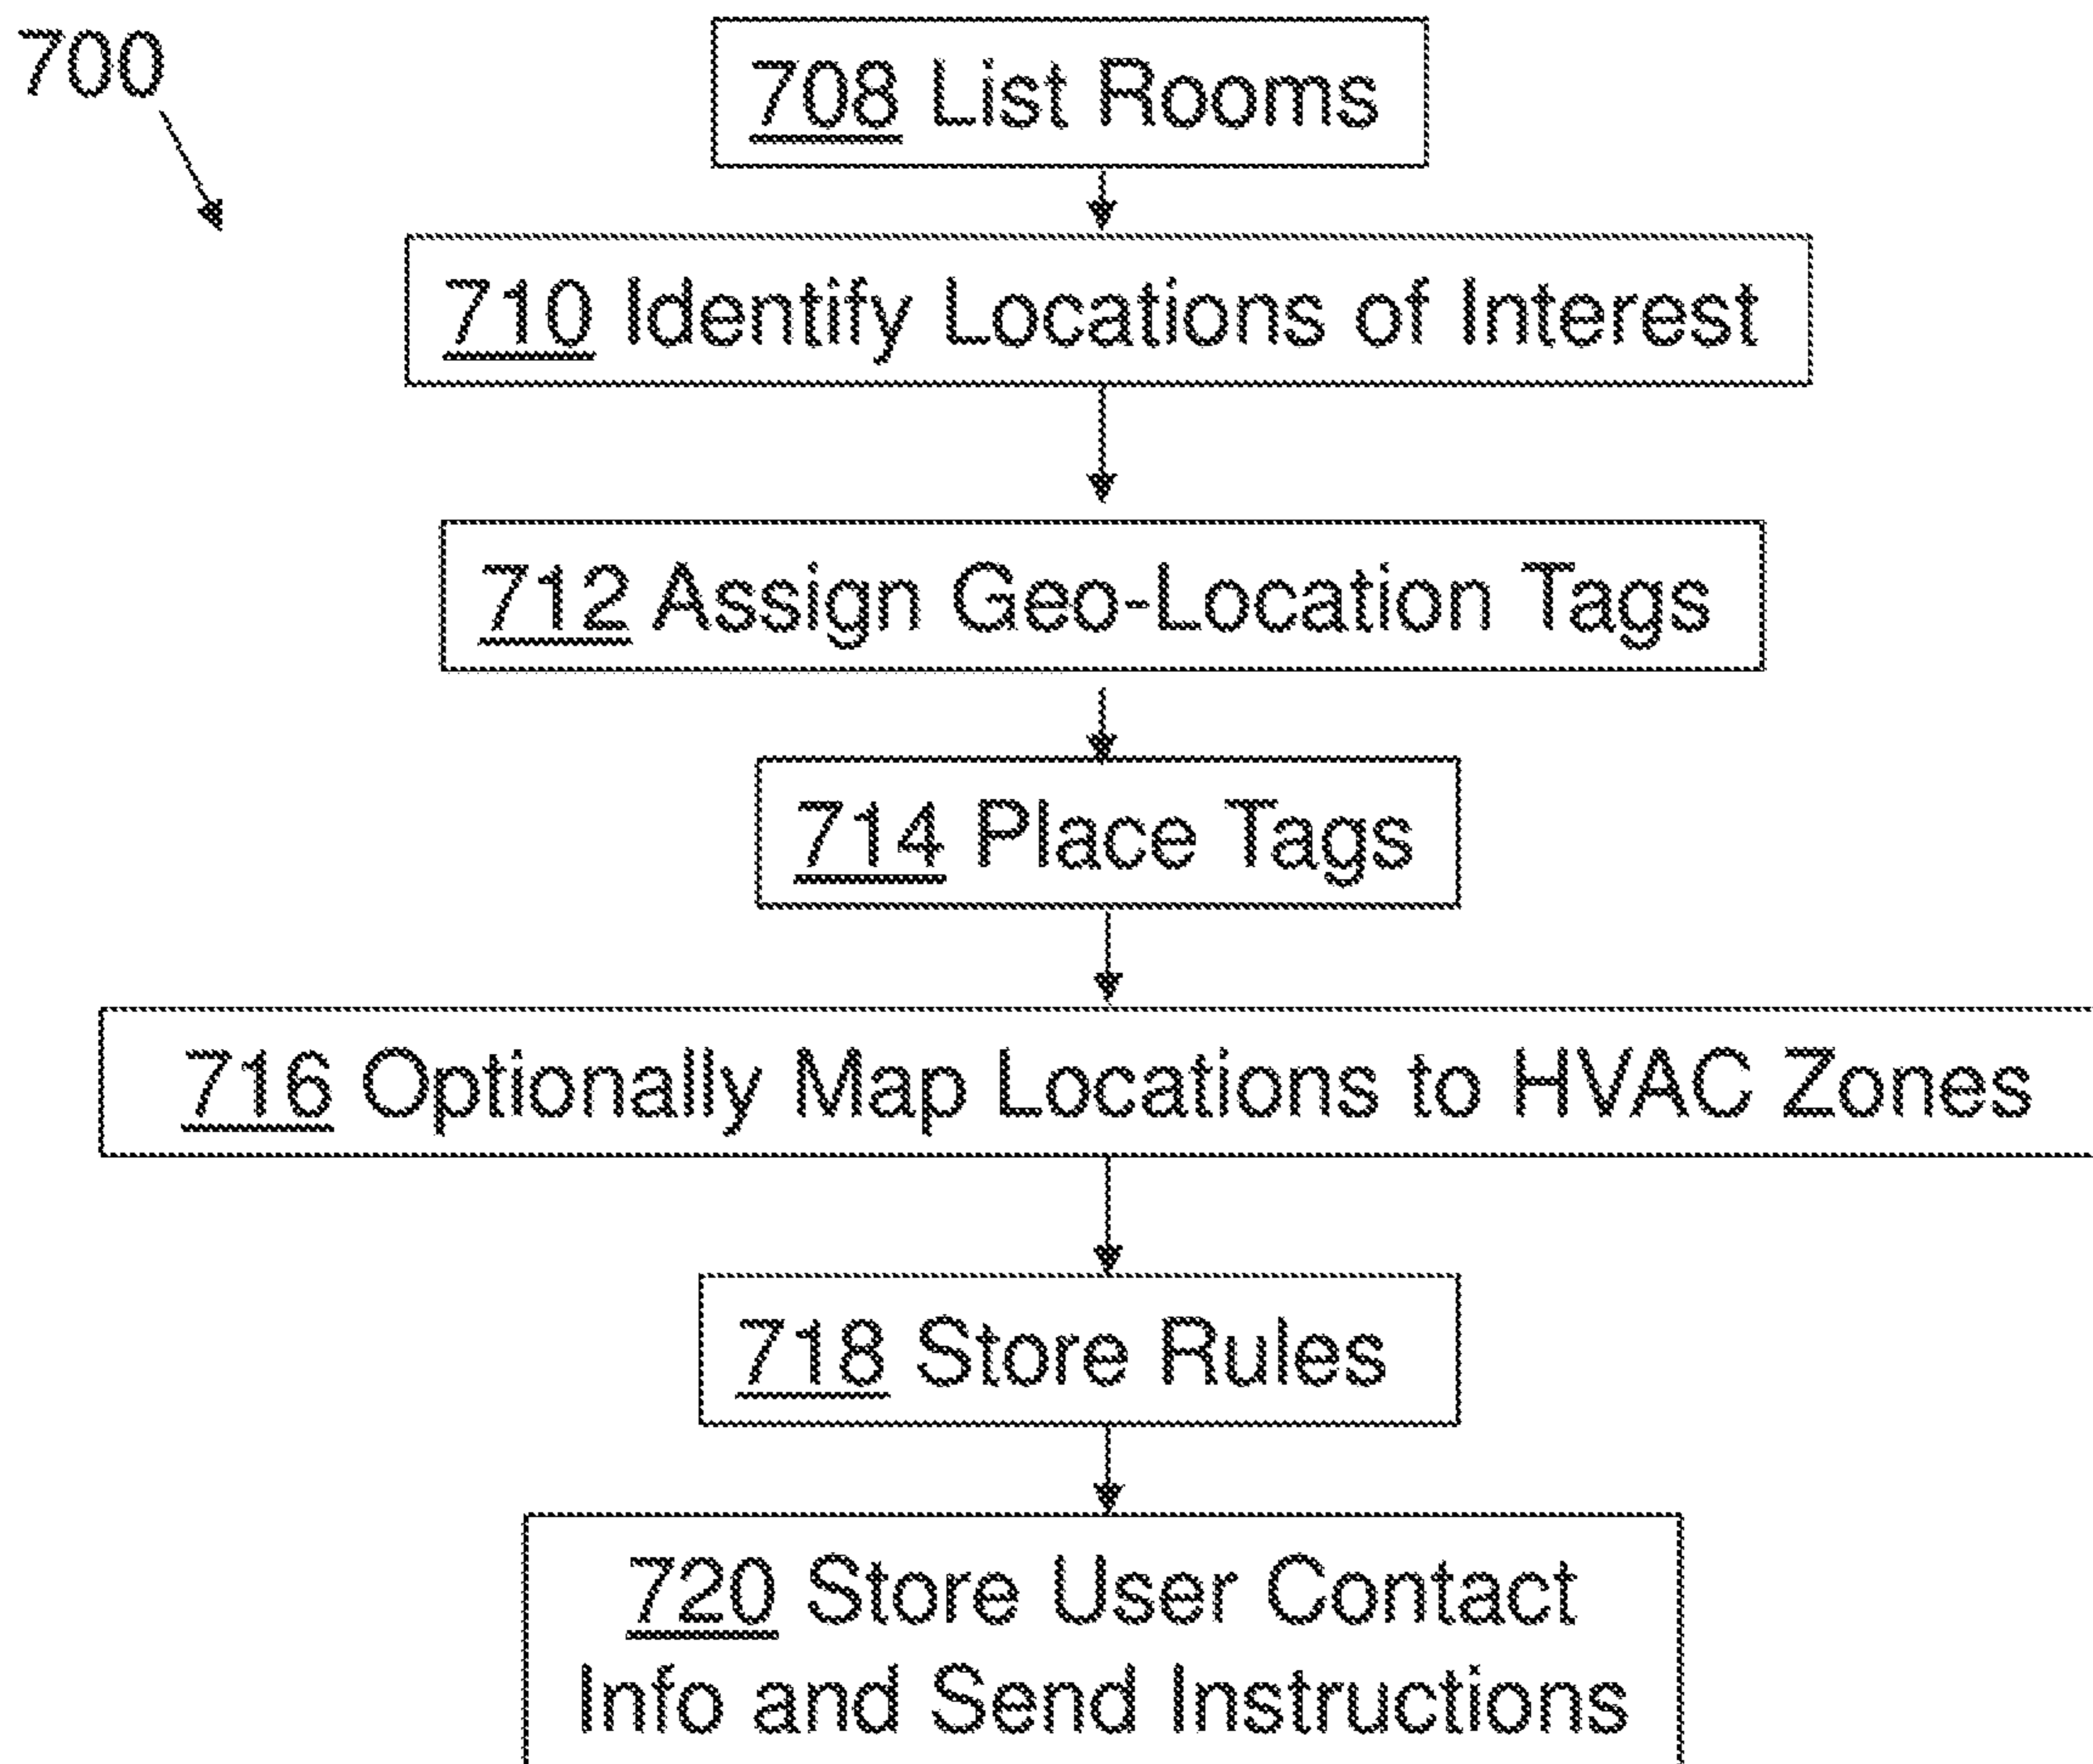 700
708 List Rooms
710 Identify Locations of Interest
712 Assign Geo-Location Tags
714 Place Tags
716 Optionally Map Locations to HVAC Zones
718 Store Rules
720 Store User Contact
Info and Send Instructions